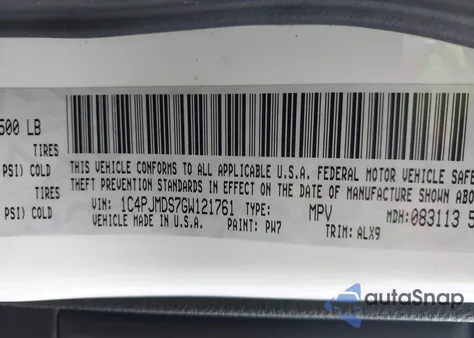 500 LB
TIRES
PSI) COLD
TIRES
PSI) COLD
THIS VEHICLE CONFORMS TO ALL APPLICABLE U.S.A. FEDERAL MOTOR VEHICLE SAFE
THEFT PREVENTION STANDARDS IN EFFECT ON THE DATE OF MANUFACTURE SHOWN ABO
VIN: 1C4PJMDS7GW121761 TYPE: MPV MDH:083113 5
VEHICLE MADE IN U.S.A. PAINT: PW7 TRIM: ALX9
autoSnap